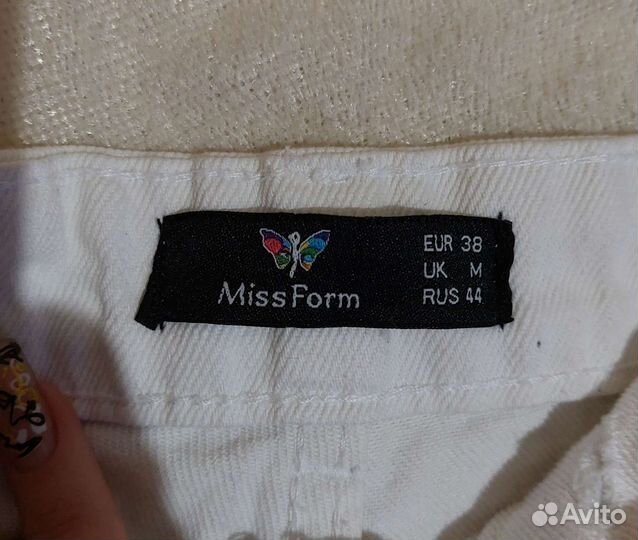 MissForm
EUR 38
UK M
RUS 44
Avito